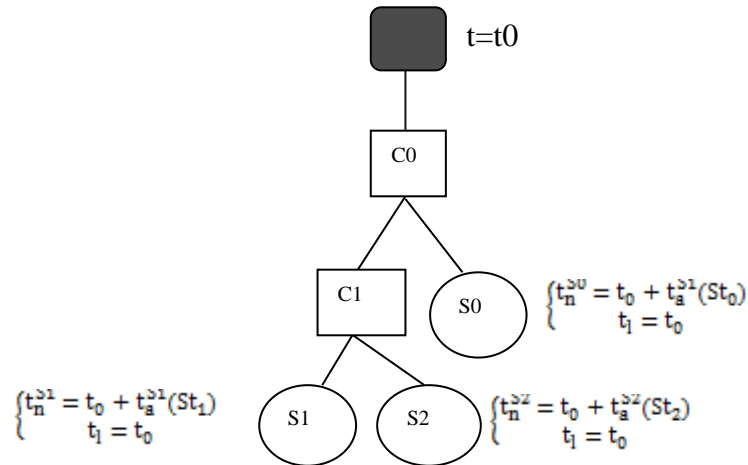 t=t0
C0
C1
S0
{t_n^{S0} = t_0 + t_a^{S1}(St_0)
t_l = t_0
S1
S2
{t_n^{S1} = t_0 + t_a^{S1}(St_1)
t_l = t_0
{t_n^{S2} = t_0 + t_a^{S2}(St_2)
t_l = t_0